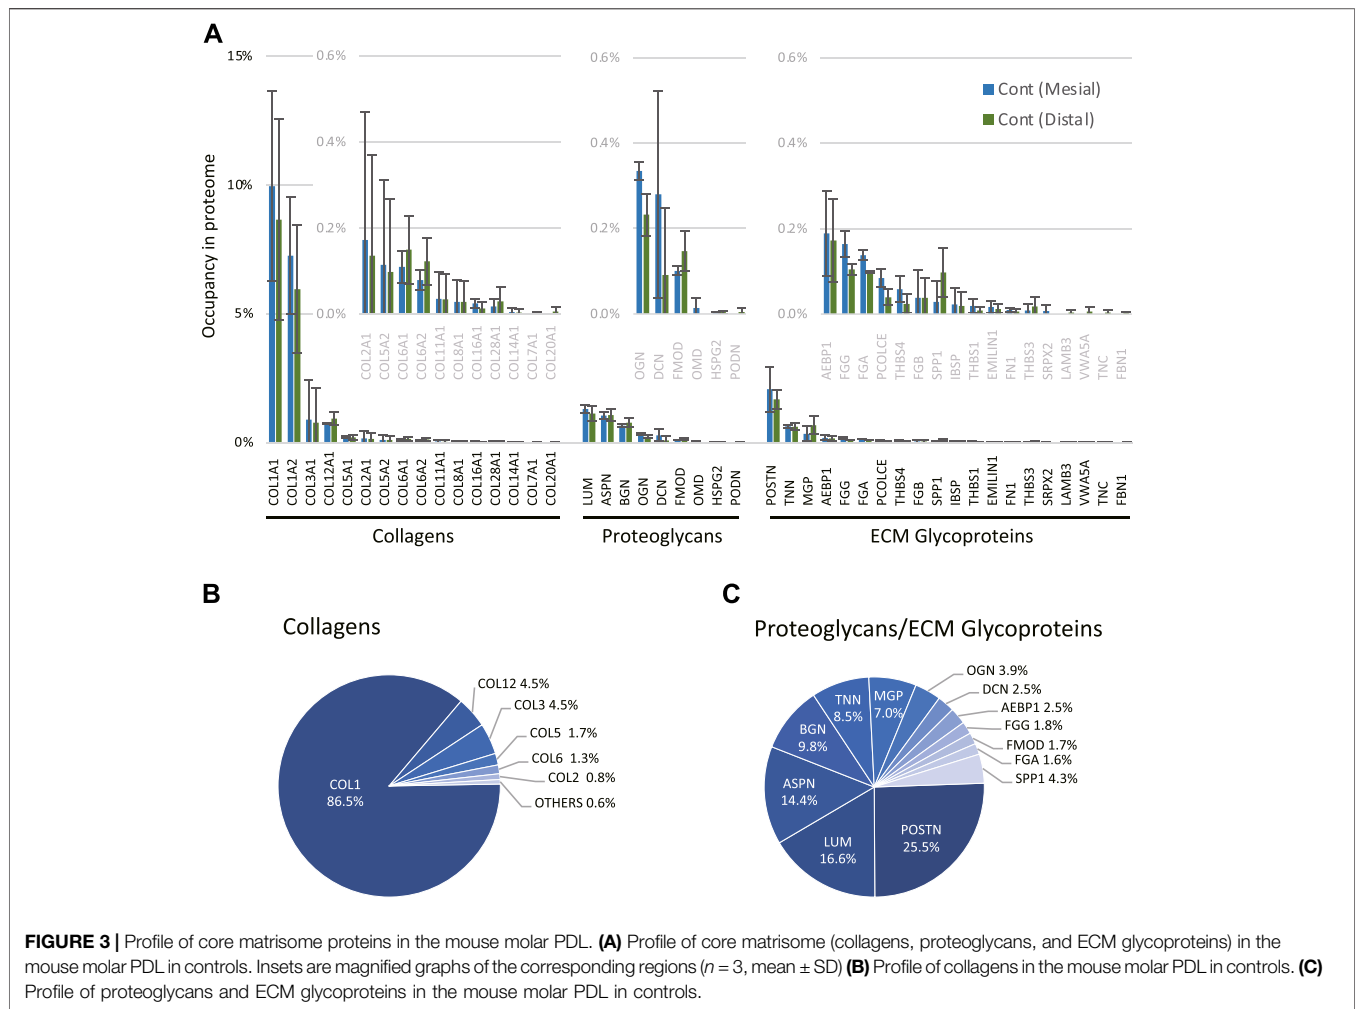 A
15%
10%
5%
0%
Occupancy in proteome
0.6%
0.4%
0.2%
0.0%
COL2A1
COL5A2
COL6A1
COL6A2
COL11A1
COL8A1
COL16A1
COL28A1
COL14A1
COL7A1
COL20A1
0.6%
0.4%
0.2%
0.0%
OGN
DCN
FMOD
OMD
HSPG2
PODN
0.6%
0.4%
0.2%
0.0%
Cont (Mesial)
Cont (Distal)
AEBP1
FGG
FGA
PCOLCE
THBS4
FGB
SPP1
IBSP
THBS1
EMILIN1
FN1
THBS3
SRPX2
LAMB3
VWA5A
TNC
FBN1
COL1A1
COL1A2
COL3A1
COL12A1
COL5A1
COL2A1
COL5A2
COL6A1
COL6A2
COL11A1
COL8A1
COL16A1
COL28A1
COL14A1
COL7A1
COL20A1
Collagens
LUM
ASPN
BGN
OGN
DCN
FMOD
OMD
HSPG2
PODN
Proteoglycans
POSTN
TNN
MGP
AEBP1
FGG
FGA
PCOLCE
THBS4
FGB
SPP1
IBSP
THBS1
EMILIN1
FN1
THBS3
SRPX2
LAMB3
VWA5A
TNC
FBN1
ECM Glycoproteins
B
Collagens
COL12 4.5%
COL3 4.5%
COL5 1.7%
COL6 1.3%
COL2 0.8%
OTHERS 0.6%
COL1
86.5%
C
Proteoglycans/ECM Glycoproteins
OGN 3.9%
DCN 2.5%
AEBP1 2.5%
FGG 1.8%
FMOD 1.7%
FGA 1.6%
SPP1 4.3%
MGP
7.0%
TNN
8.5%
BGN
9.8%
ASPN
14.4%
LUM
16.6%
POSTN
25.5%
FIGURE 3 | Profile of core matrisome proteins in the mouse molar PDL. (A) Profile of core matrisome (collagens, proteoglycans, and ECM glycoproteins) in the
mouse molar PDL in controls. Insets are magnified graphs of the corresponding regions (n = 3, mean ± SD) (B) Profile of collagens in the mouse molar PDL in controls. (C)
Profile of proteoglycans and ECM glycoproteins in the mouse molar PDL in controls.